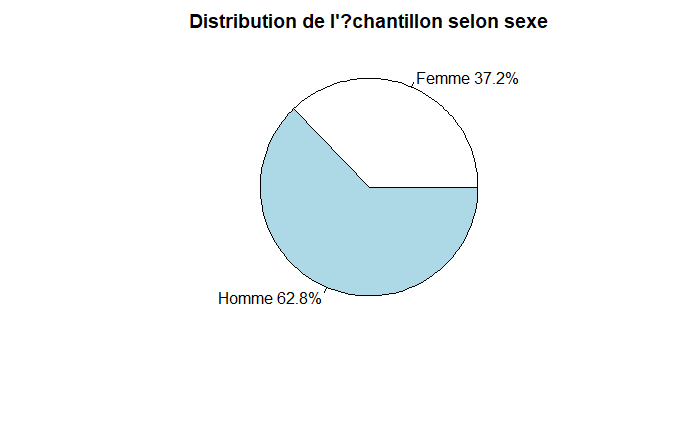 Distribution de l'?chantillon selon sexe
Femme 37.2%
Homme 62.8%